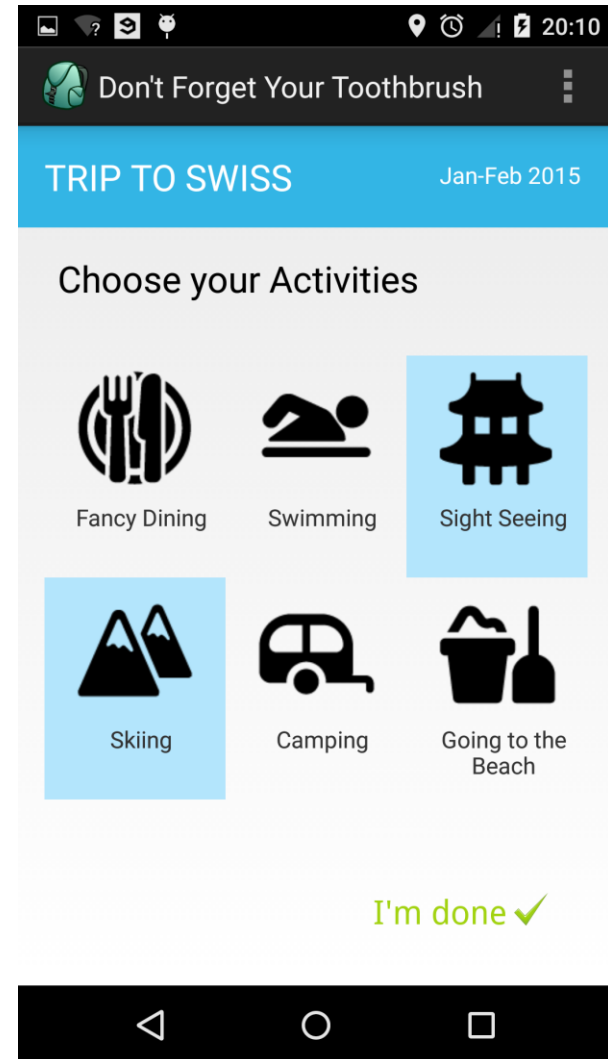 20:10
Don't Forget Your Toothbrush
TRIP TO SWISS
Jan-Feb 2015
Choose your Activities
Fancy Dining
Swimming
Sight Seeing
Skiing
Camping
Going to the
Beach
I'm done